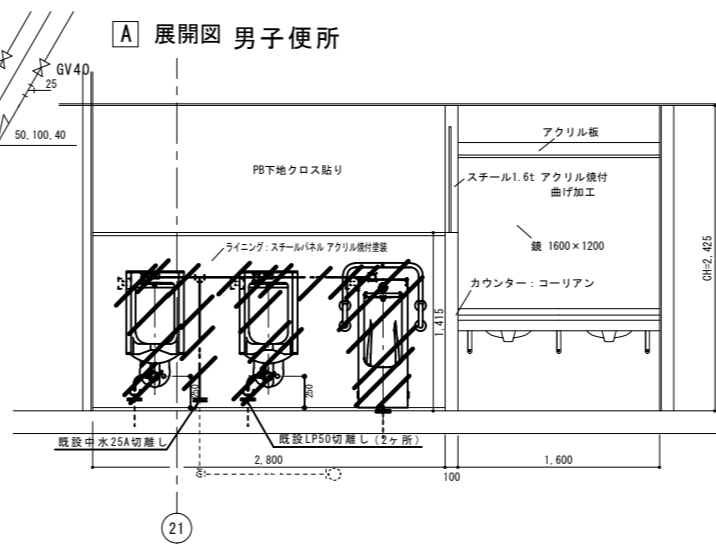 A 展開図 男子便所
GV40
25
50,100,40
アクリル板
PB下地クロス貼り
スチール1.6t アクリル焼付
曲げ加工
ライニング：スチールパネル アクリル焼付塗装
鏡 1600×1200
CH=2,425
カウンター：コーリアン
1,415
250
250
既設中水25A切離し
既設LP50切離し（2ヶ所）
2,800
100
1,600
21